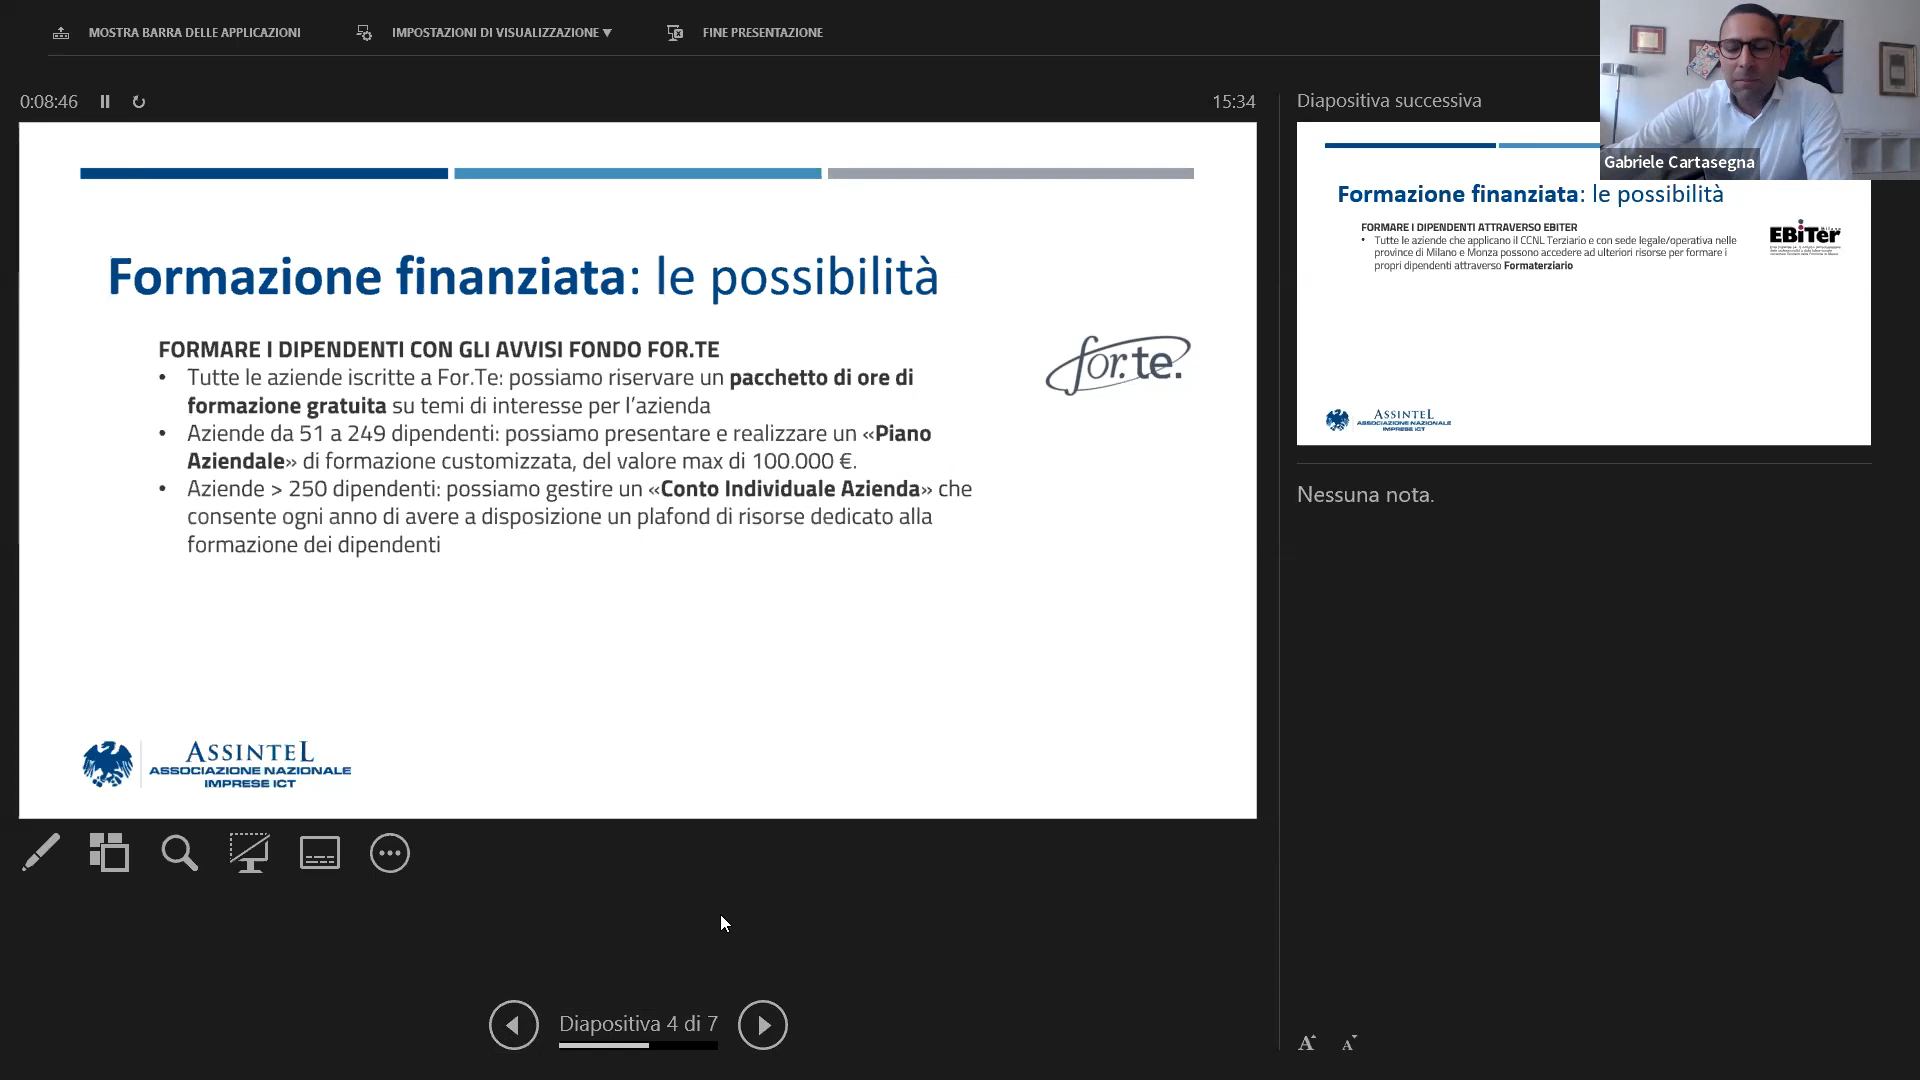 MOSTRA BARRA DELLE APPLICAZIONI
IMPOSTAZIONI DI VISUALIZZAZIONE ▼
FINE PRESENTAZIONE
0:08:46
15:34
Formazione finanziata: le possibilità
FORMARE I DIPENDENTI CON GLI AVVISI FONDO FOR.TE
• Tutte le aziende iscritte a For.Te: possiamo riservare un pacchetto di ore di
formazione gratuita su temi di interesse per l’azienda
• Aziende da 51 a 249 dipendenti: possiamo presentare e realizzare un «Piano
Aziendale» di formazione customizzata, del valore max di 100.000 €.
• Aziende > 250 dipendenti: possiamo gestire un «Conto Individuale Azienda» che
consente ogni anno di avere a disposizione un plafond di risorse dedicato alla
formazione dei dipendenti
for.te.
ASSINTEL
ASSOCIAZIONE NAZIONALE
IMPRESE ICT
Diapositiva 4 di 7
Diapositiva successiva
Gabriele Cartasegna
Formazione finanziata: le possibilità
FORMARE I DIPENDENTI ATTRAVERSO EBITER
• Tutte le aziende che applicano il CCNL Terziario e con sede legale/operativa nelle
province di Milano e Monza possono accedere ad ulteriori risorse per formare i
propri dipendenti attraverso Formaterziario
EBiTer
Milano
ASSINTEL
ASSOCIAZIONE NAZIONALE
IMPRESE ICT
Nessuna nota.
A A